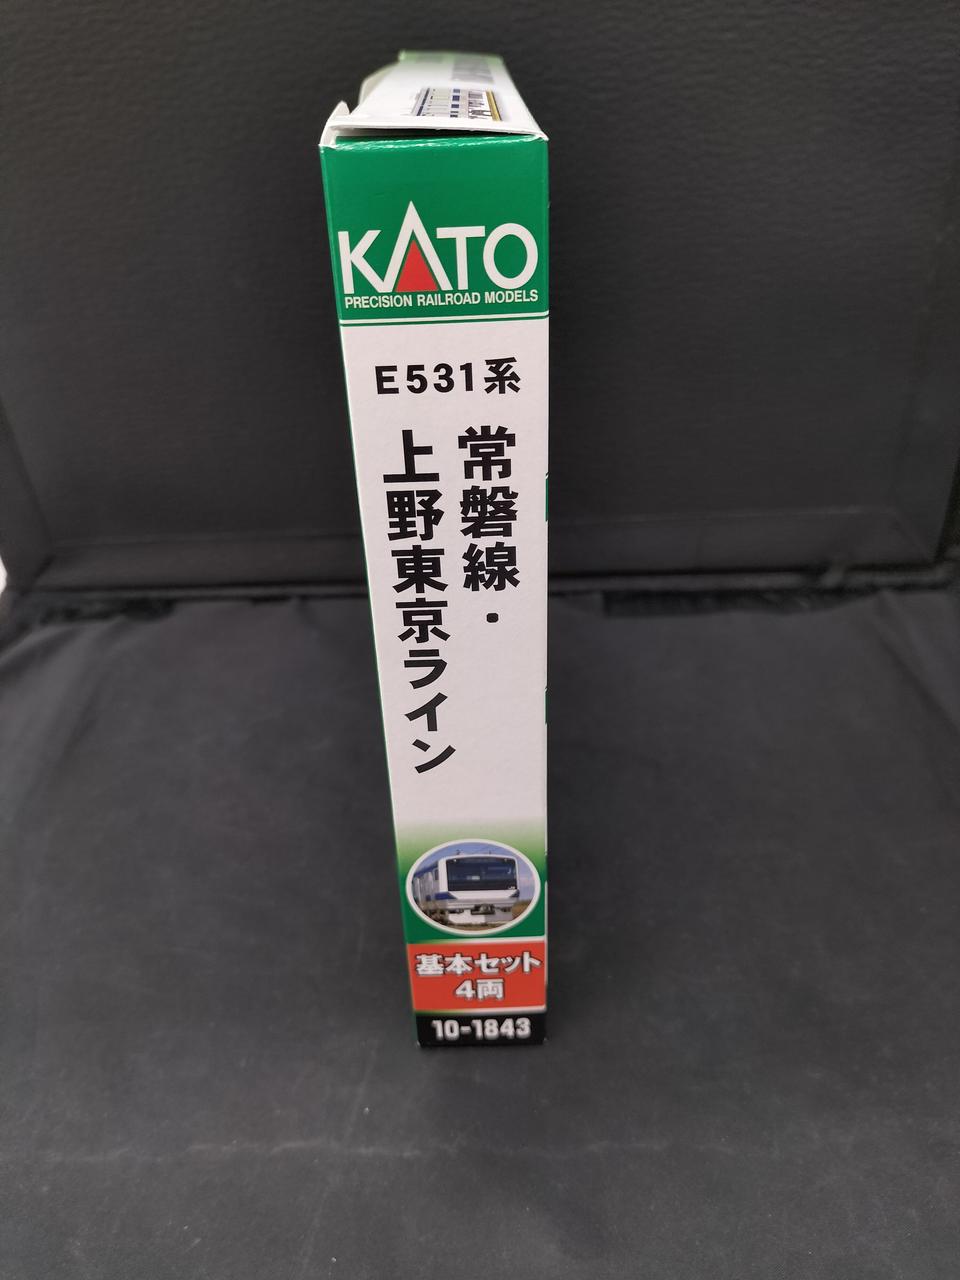 KATO
PRECISION RAILROAD MODELS
E531系
常磐線・
上野東京ライン
基本セット
4両
10-1843